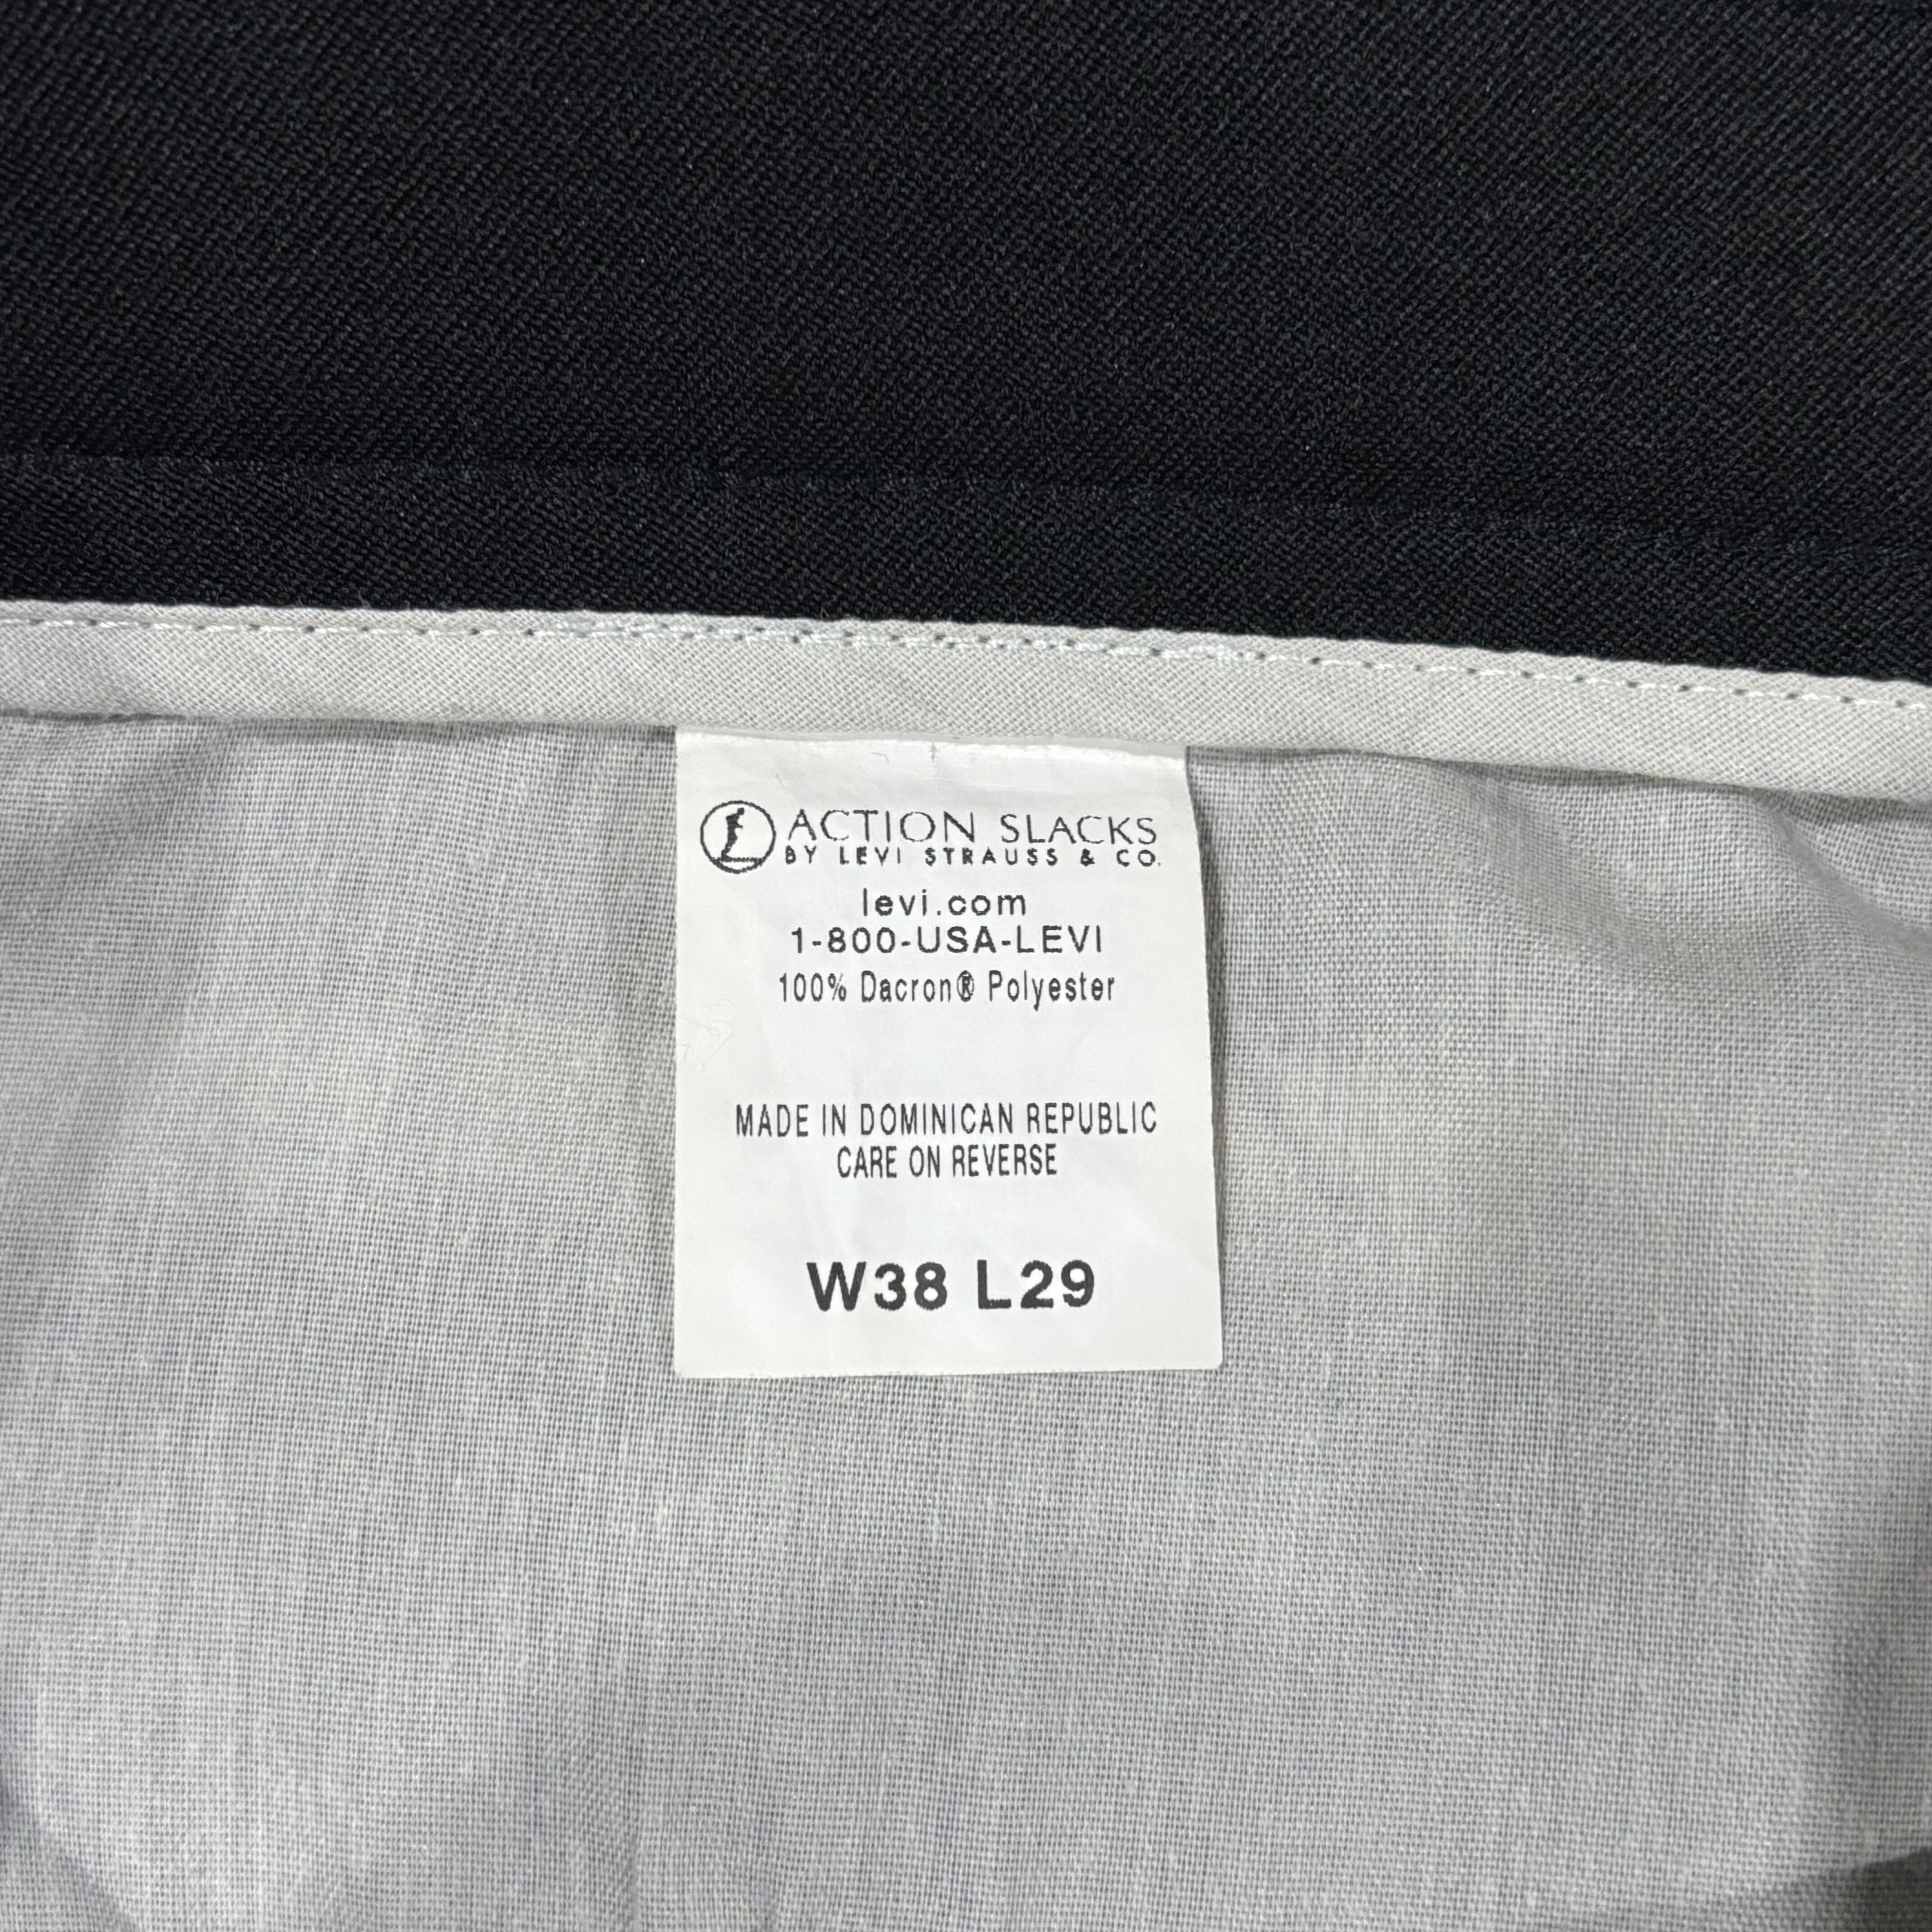 ACTION SLACKS
BY LEVI STRAUSS & CO.
levi.com
1-800-USA-LEVI
100% Dacron® Polyester
MADE IN DOMINICAN REPUBLIC
CARE ON REVERSE
W38 L29